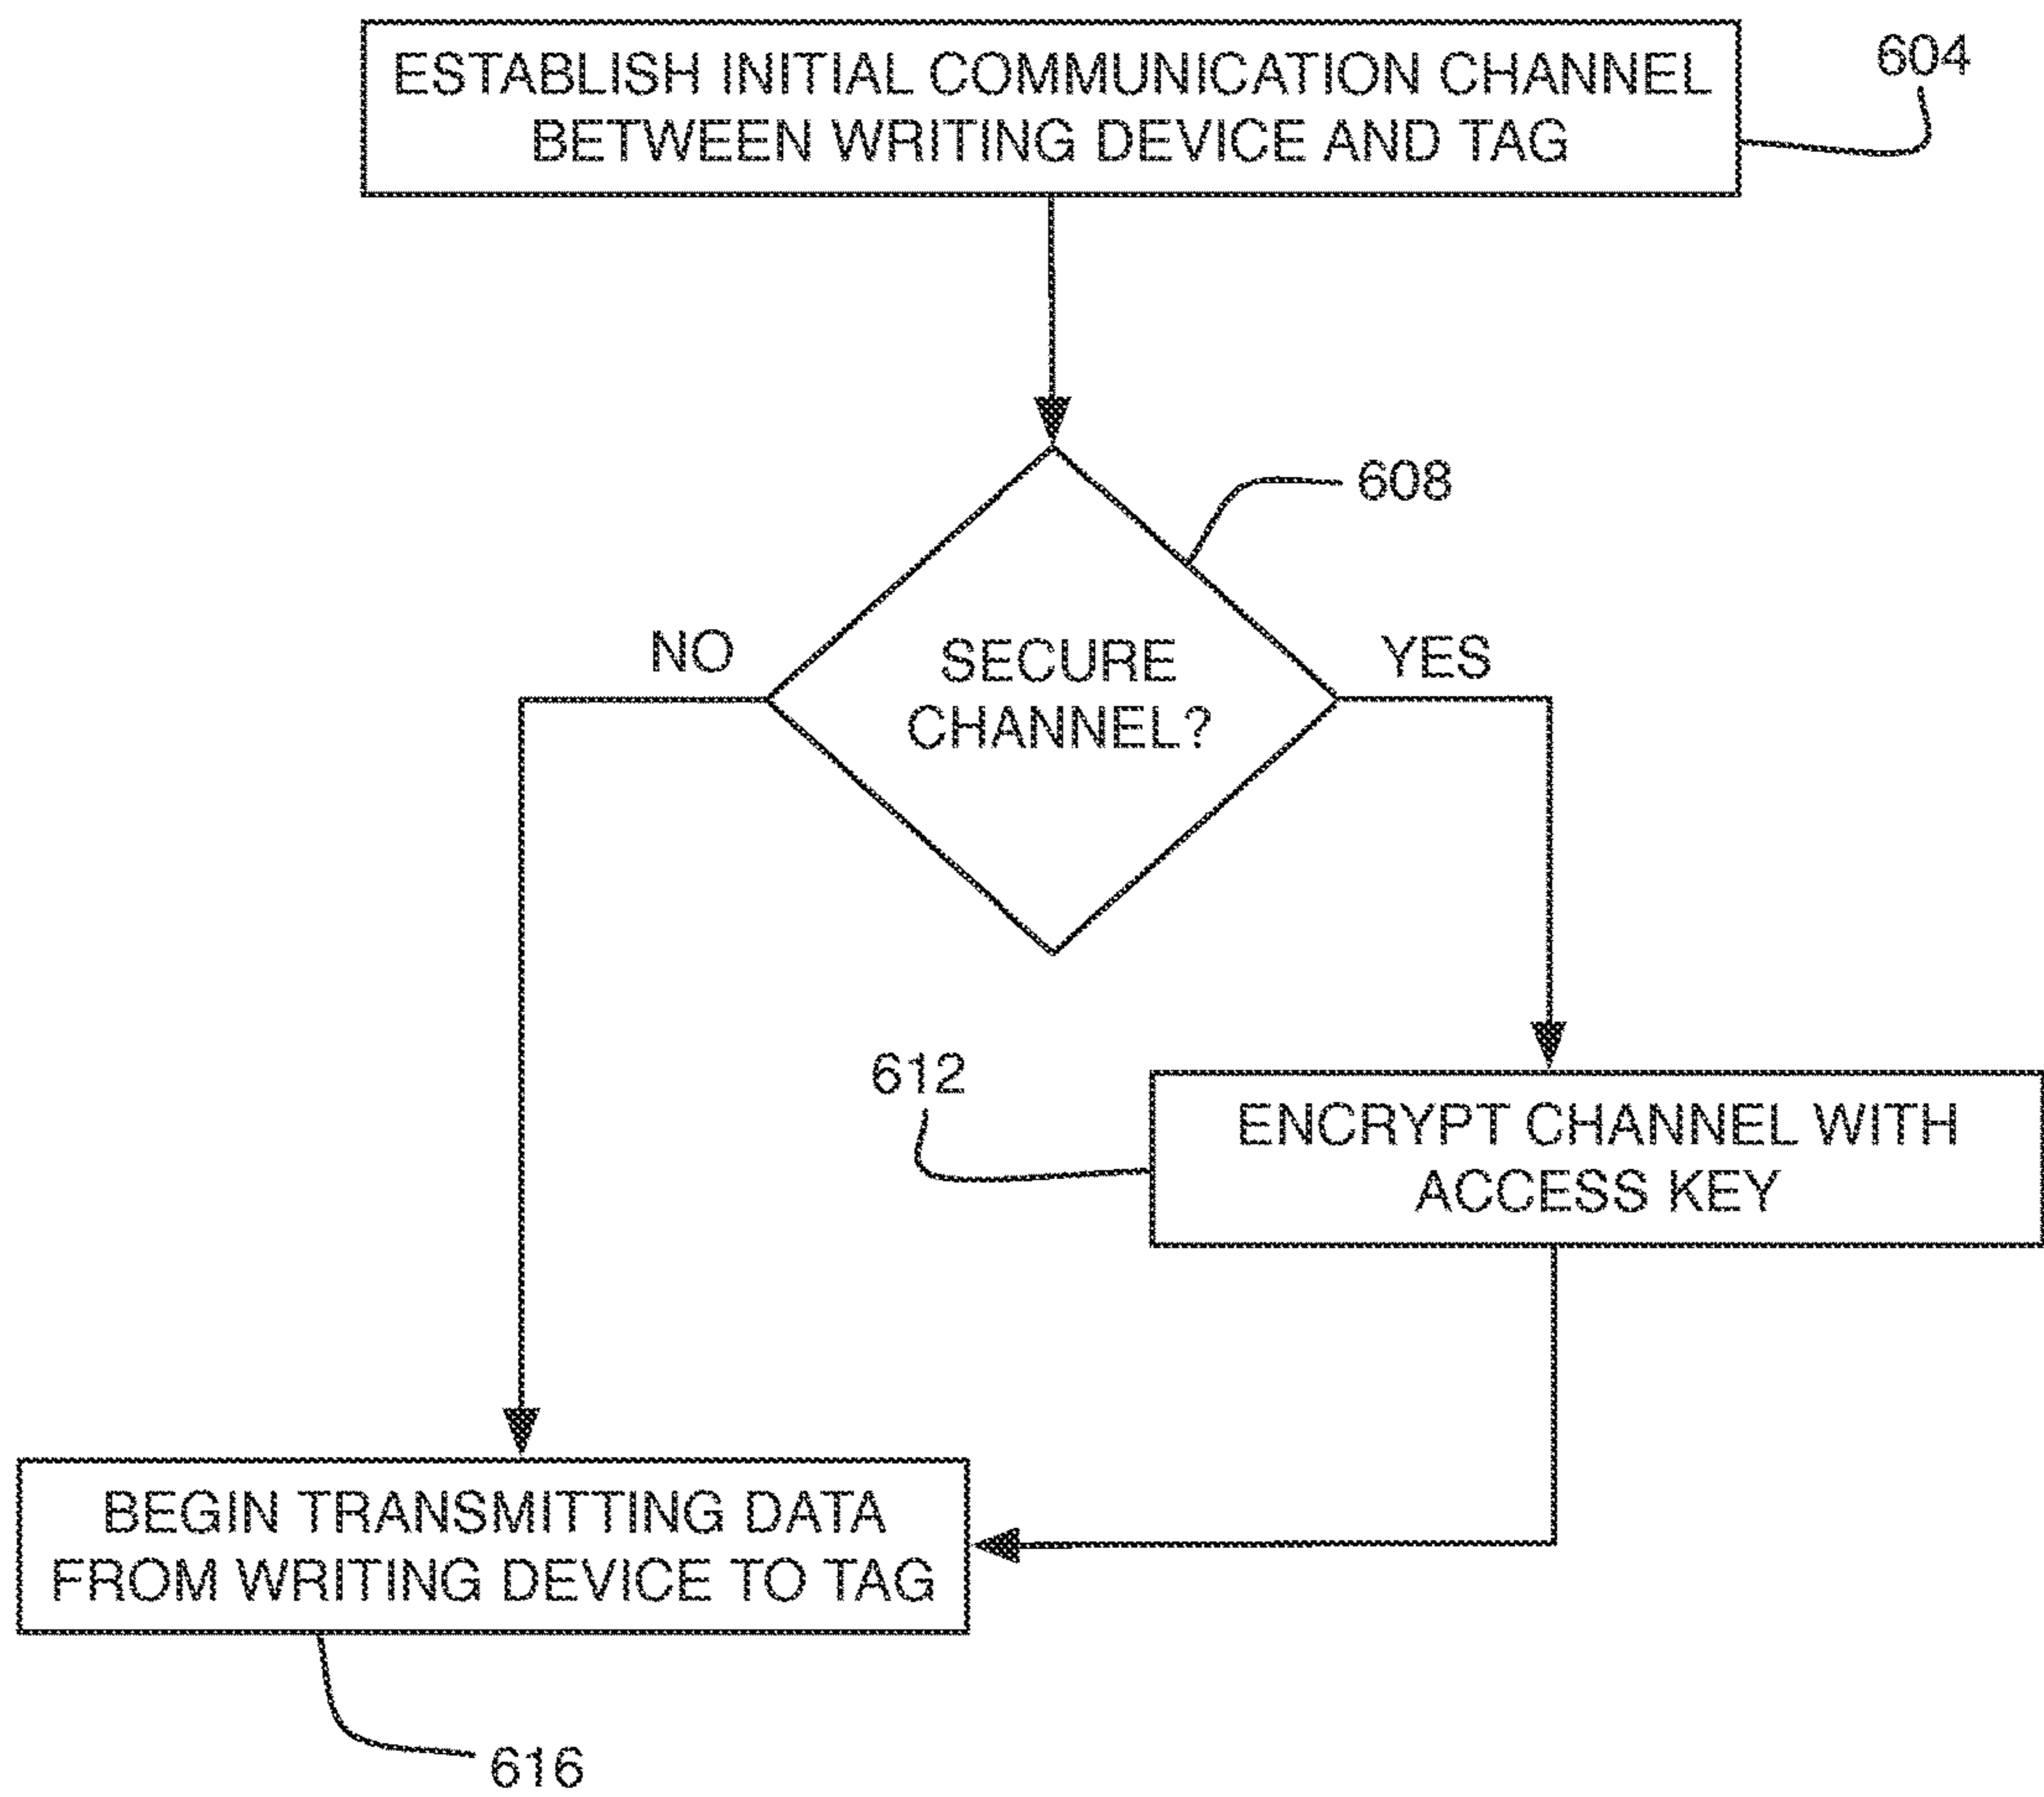 ESTABLISH INITIAL COMMUNICATION CHANNEL
BETWEEN WRITING DEVICE AND TAG
604
608
SECURE
CHANNEL?
NO
YES
612
ENCRYPT CHANNEL WITH
ACCESS KEY
BEGIN TRANSMITTING DATA
FROM WRITING DEVICE TO TAG
616